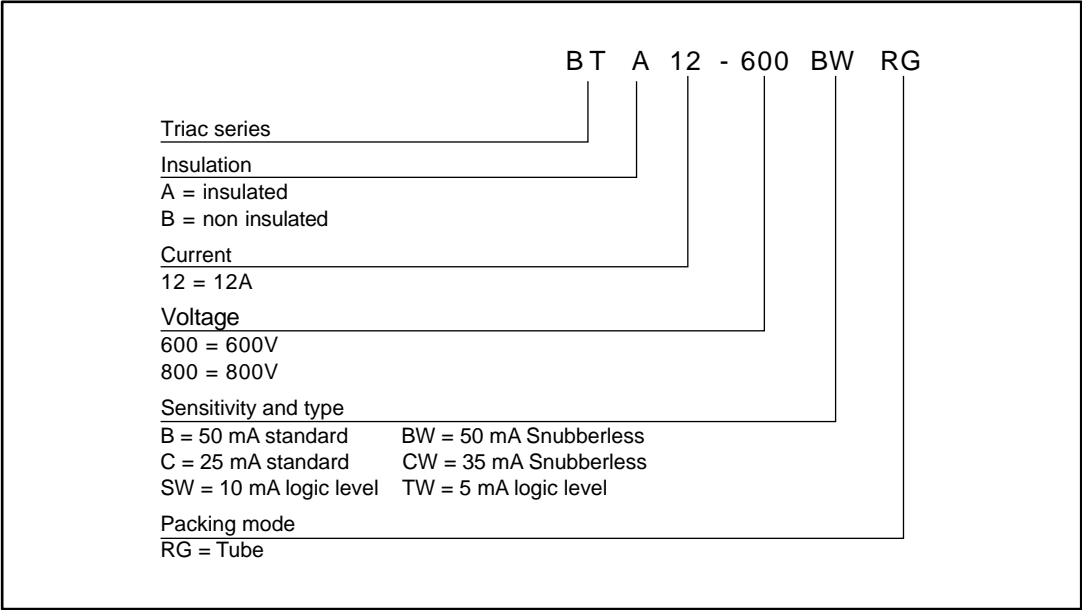 BT A 12 - 600 BW RG
Triac series
Insulation
A = insulated
B = non insulated
Current
12 = 12A
Voltage
600 = 600V
800 = 800V
Sensitivity and type
B = 50 mA standard BW = 50 mA Snubberless
C = 25 mA standard CW = 35 mA Snubberless
SW = 10 mA logic level TW = 5 mA logic level
Packing mode
RG = Tube